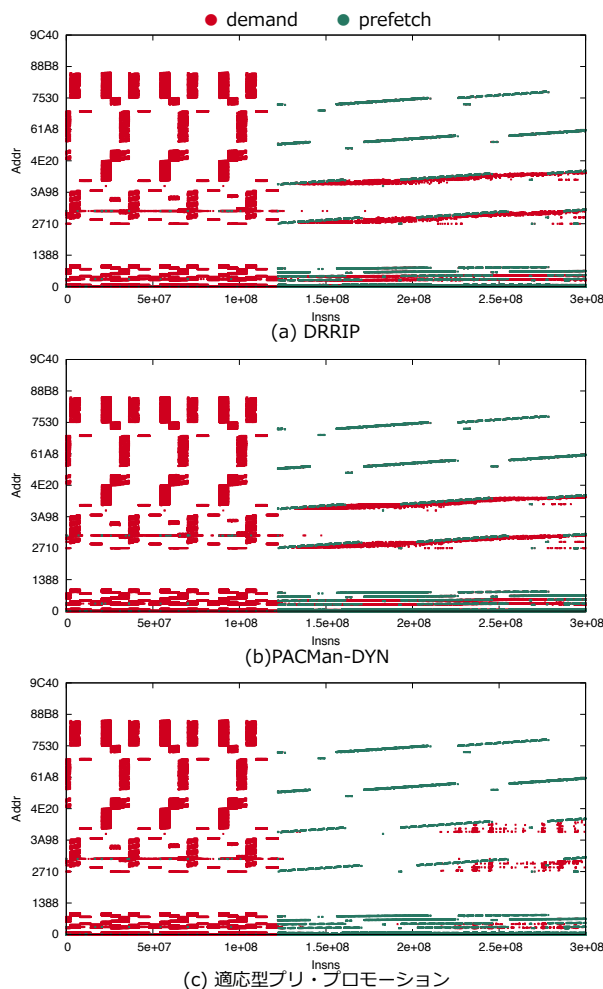 demand prefetch
9C40
88B8
7530
61A8
4E20
3A98
2710
1388
0
Addr
0 5e+07 1e+08 1.5e+08 2e+08 2.5e+08 3e+08
Insns
(a) DRRIP
9C40
88B8
7530
61A8
4E20
3A98
2710
1388
0
Addr
0 5e+07 1e+08 1.5e+08 2e+08 2.5e+08 3e+08
Insns
(b)PACMan-DYN
9C40
88B8
7530
61A8
4E20
3A98
2710
1388
0
Addr
0 5e+07 1e+08 1.5e+08 2e+08 2.5e+08 3e+08
Insns
(c) 適応型プリ・プロモーション